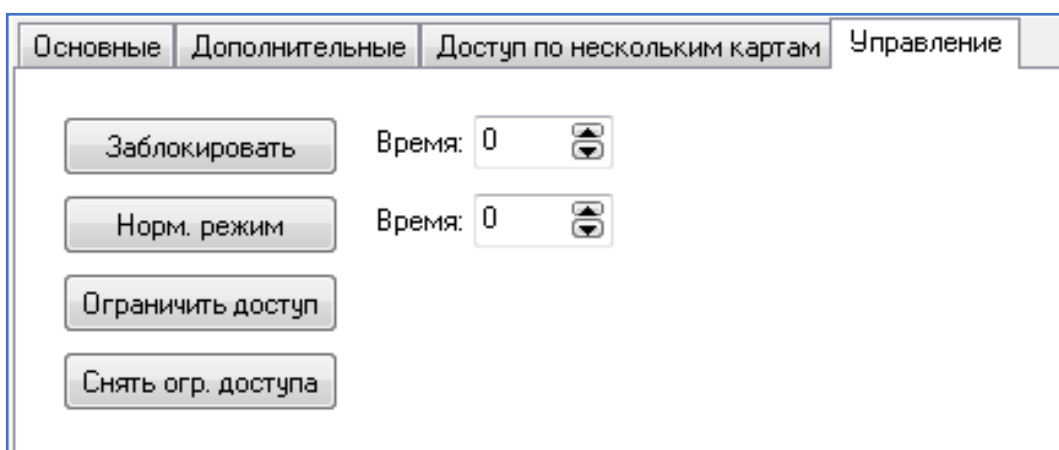 Основные Дополнительные Доступ по нескольким картам Управление
Заблокировать Время: 0
Норм. режим Время: 0
Ограничить доступ
Снять огр. доступа